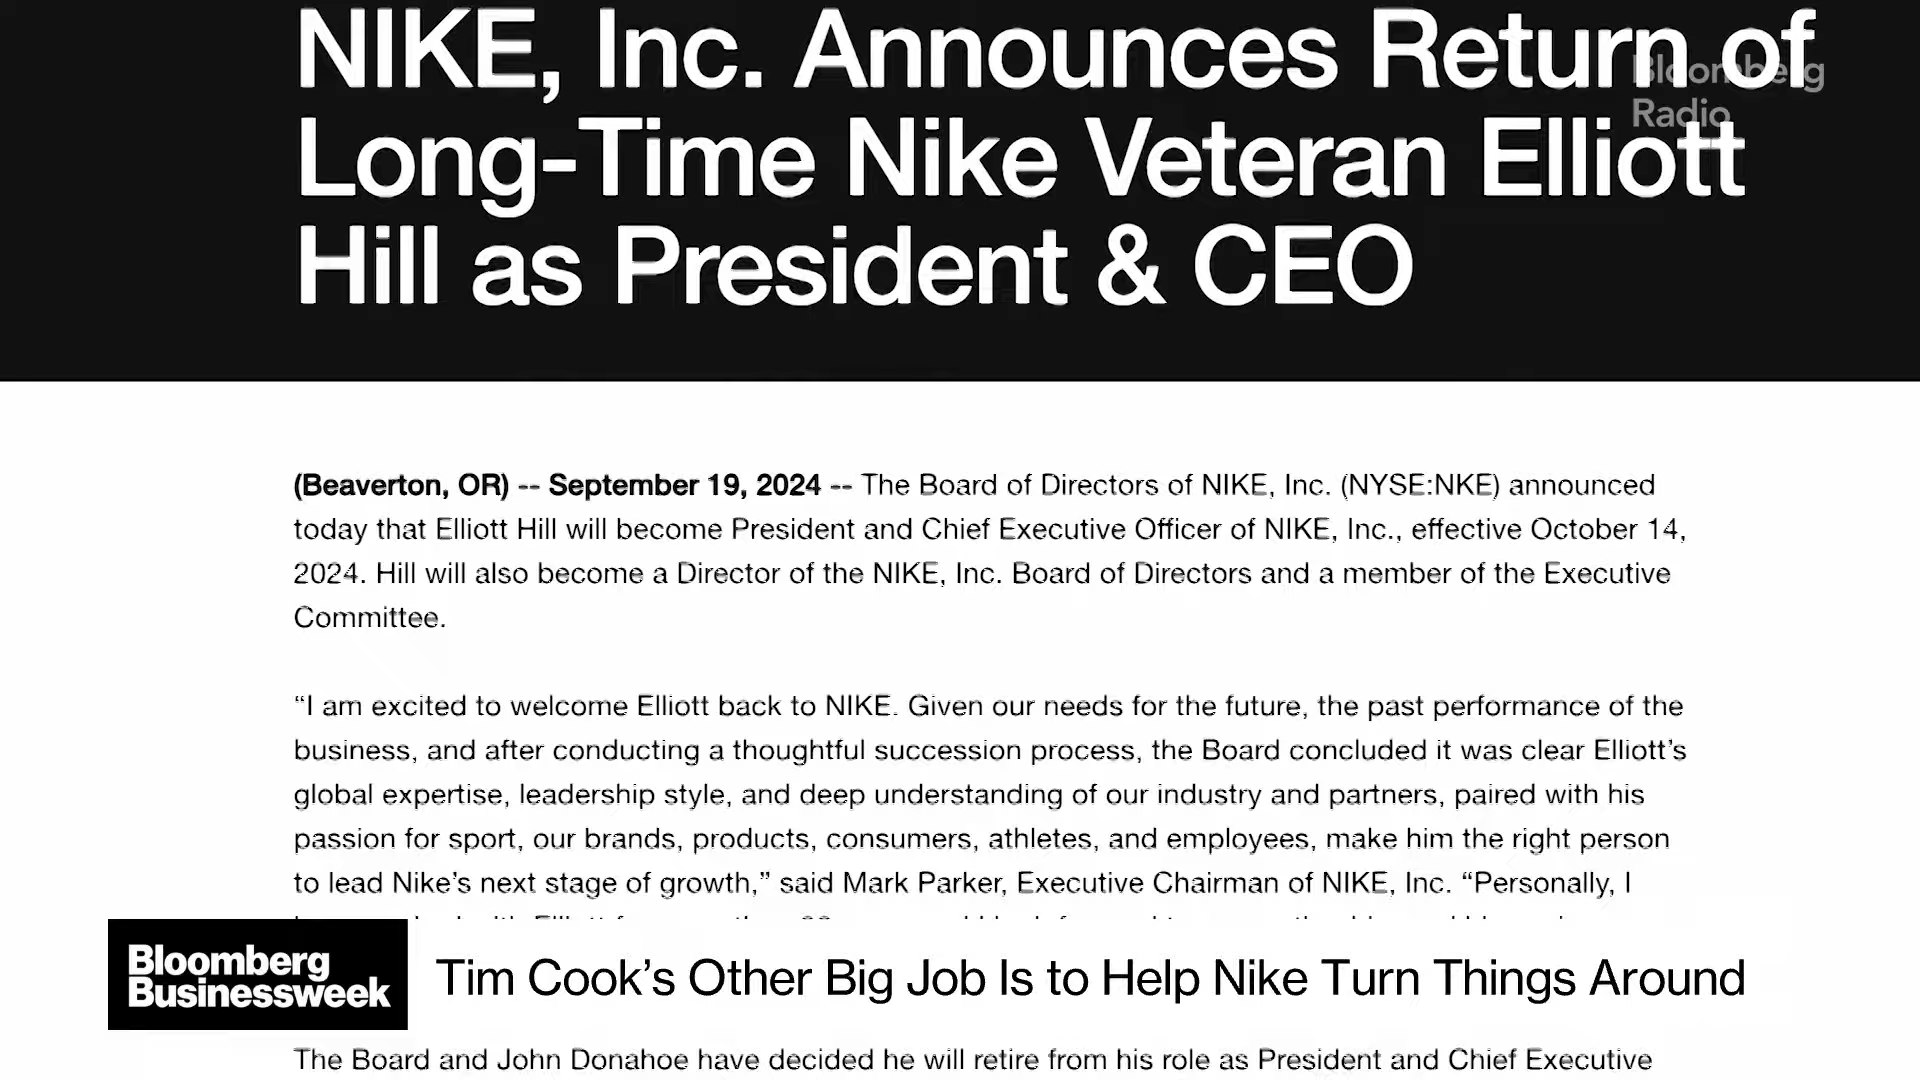 NIKE, Inc. Announces Return of
Long-Time Nike Veteran Elliott
Hill as President & CEO
Bloomberg
Radio
(Beaverton, OR) -- September 19, 2024 -- The Board of Directors of NIKE, Inc. (NYSE:NKE) announced
today that Elliott Hill will become President and Chief Executive Officer of NIKE, Inc., effective October 14,
2024. Hill will also become a Director of the NIKE, Inc. Board of Directors and a member of the Executive
Committee.
“I am excited to welcome Elliott back to NIKE. Given our needs for the future, the past performance of the
business, and after conducting a thoughtful succession process, the Board concluded it was clear Elliott’s
global expertise, leadership style, and deep understanding of our industry and partners, paired with his
passion for sport, our brands, products, consumers, athletes, and employees, make him the right person
to lead Nike’s next stage of growth,” said Mark Parker, Executive Chairman of NIKE, Inc. “Personally, I
Bloomberg
Businessweek
Tim Cook’s Other Big Job Is to Help Nike Turn Things Around
The Board and John Donahoe have decided he will retire from his role as President and Chief Executive